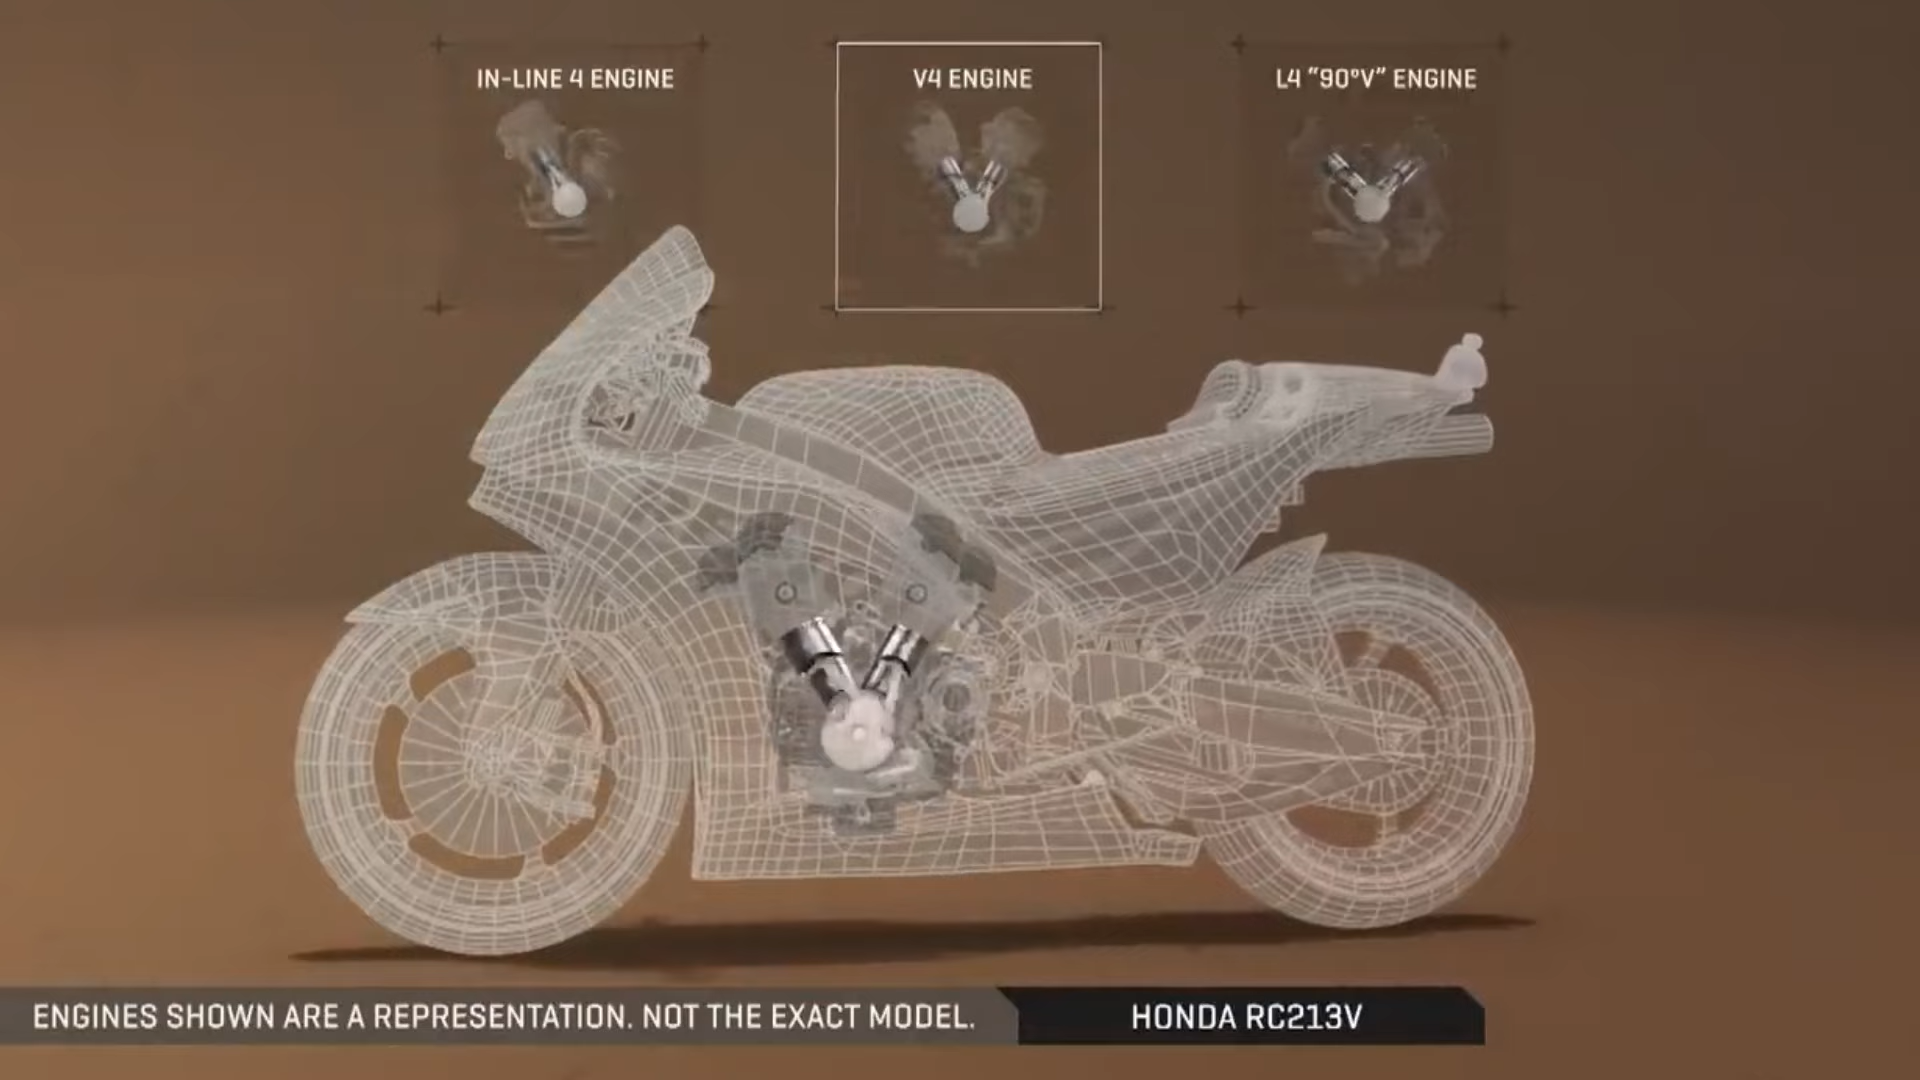 IN-LINE 4 ENGINE
V4 ENGINE
L4 "90°V" ENGINE
ENGINES SHOWN ARE A REPRESENTATION. NOT THE EXACT MODEL.
HONDA RC213V